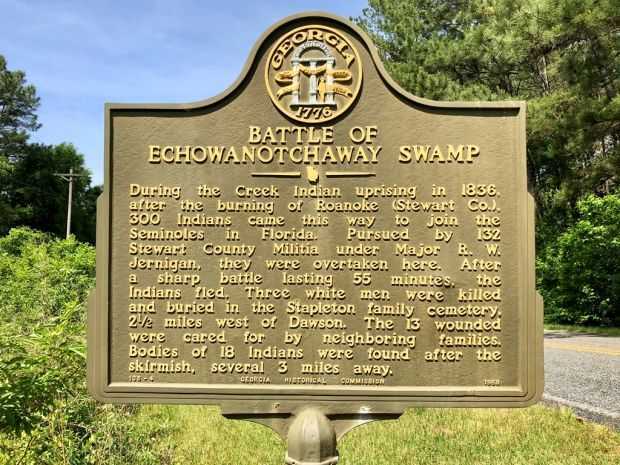 GEORGIA
1776
BATTLE OF
ECHOWANOTCHAWAY SWAMP
During the Creek Indian uprising in 1836,
after the burning of Roanoke (Stewart Co.),
300 Indians came this way to join the
Seminoles in Florida. Pursued by 132
Stewart County Militia under Major R. W.
Jernigan, they were overtaken here. After
a sharp battle lasting 55 minutes, the
Indians fled. Three white men were killed
and buried in the Stapleton family cemetery,
2½ miles west of Dawson. The 13 wounded
were cared for by neighboring families.
Bodies of 18 Indians were found after the
skirmish, several 3 miles away.
GEORGIA HISTORICAL COMMISSION